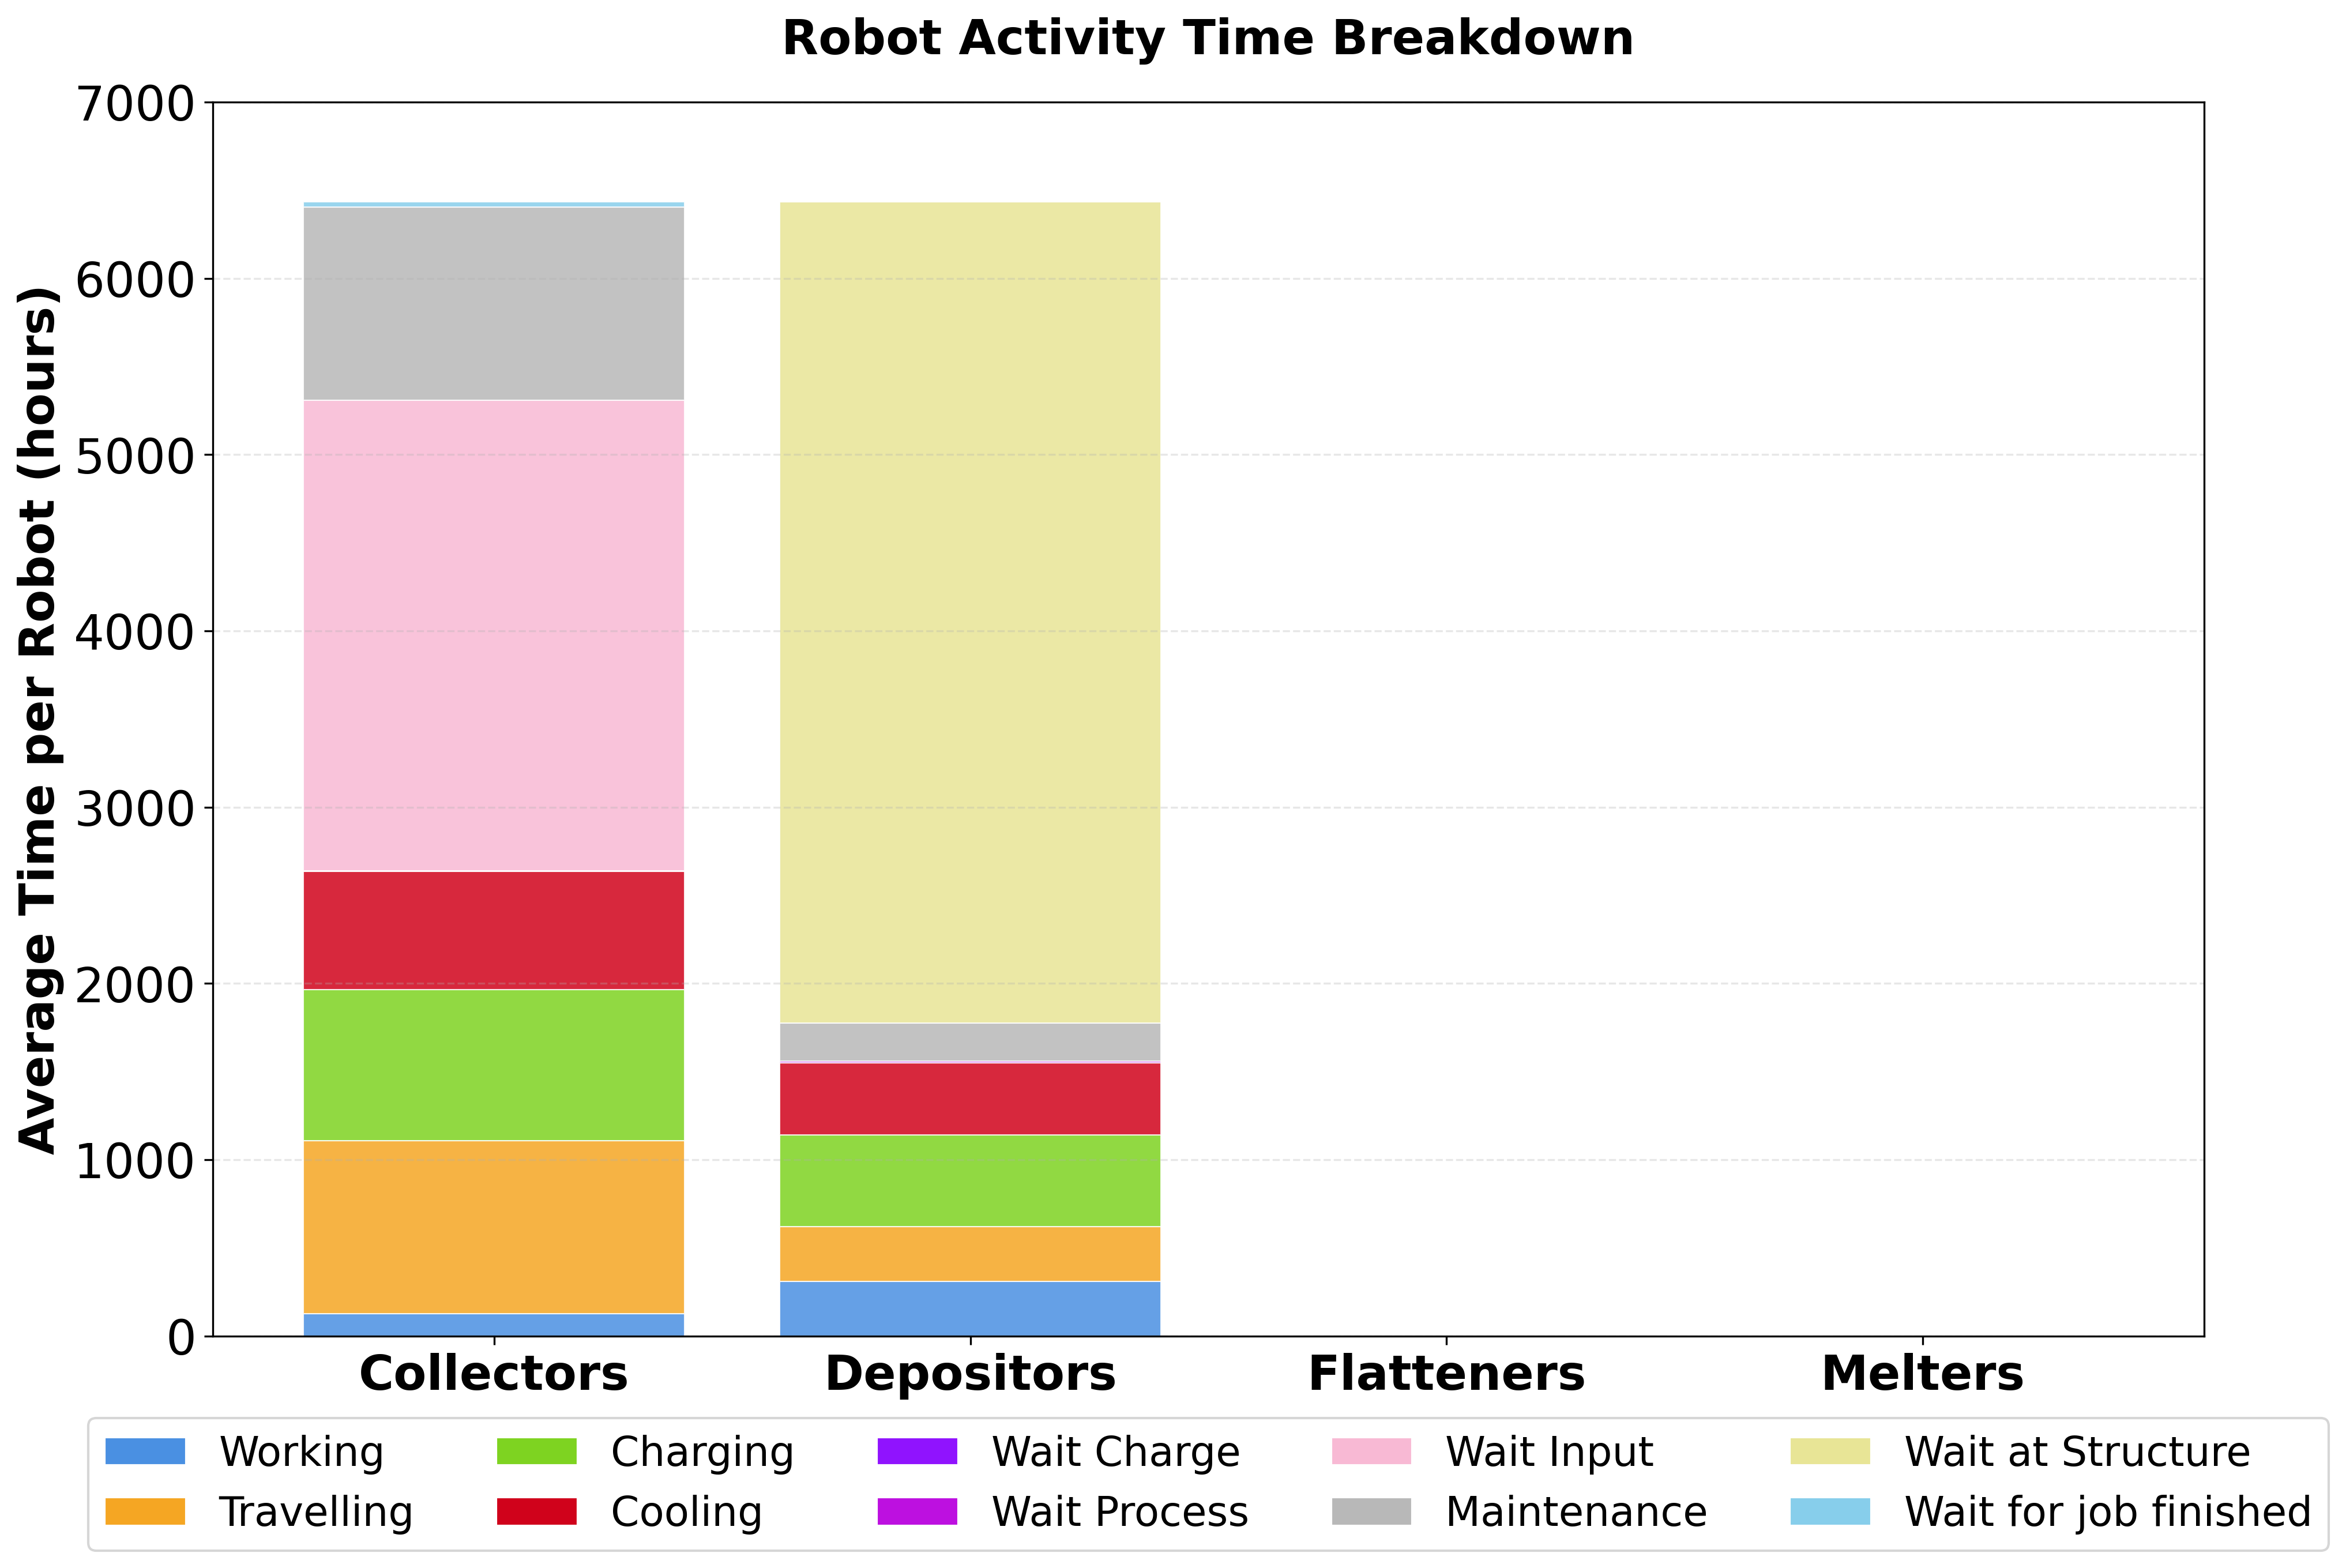 Robot Activity Time Breakdown
Average Time per Robot (hours)
7000
6000
5000
4000
3000
2000
1000
0
Collectors Depositors Flatteners Melters
Working Charging Wait Charge Wait Input Wait at Structure
Travelling Cooling Wait Process Maintenance Wait for job finished